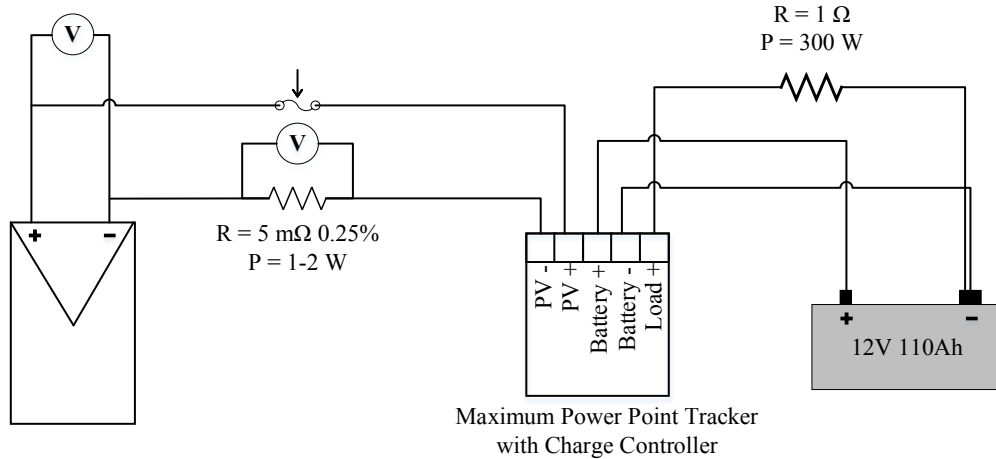 V
R = 1 Ω
P = 300 W
V
R = 5 mΩ 0.25%
P = 1-2 W
+
–
PV -
PV +
Battery +
Battery -
Load +
+
–
12V 110Ah
Maximum Power Point Tracker
with Charge Controller